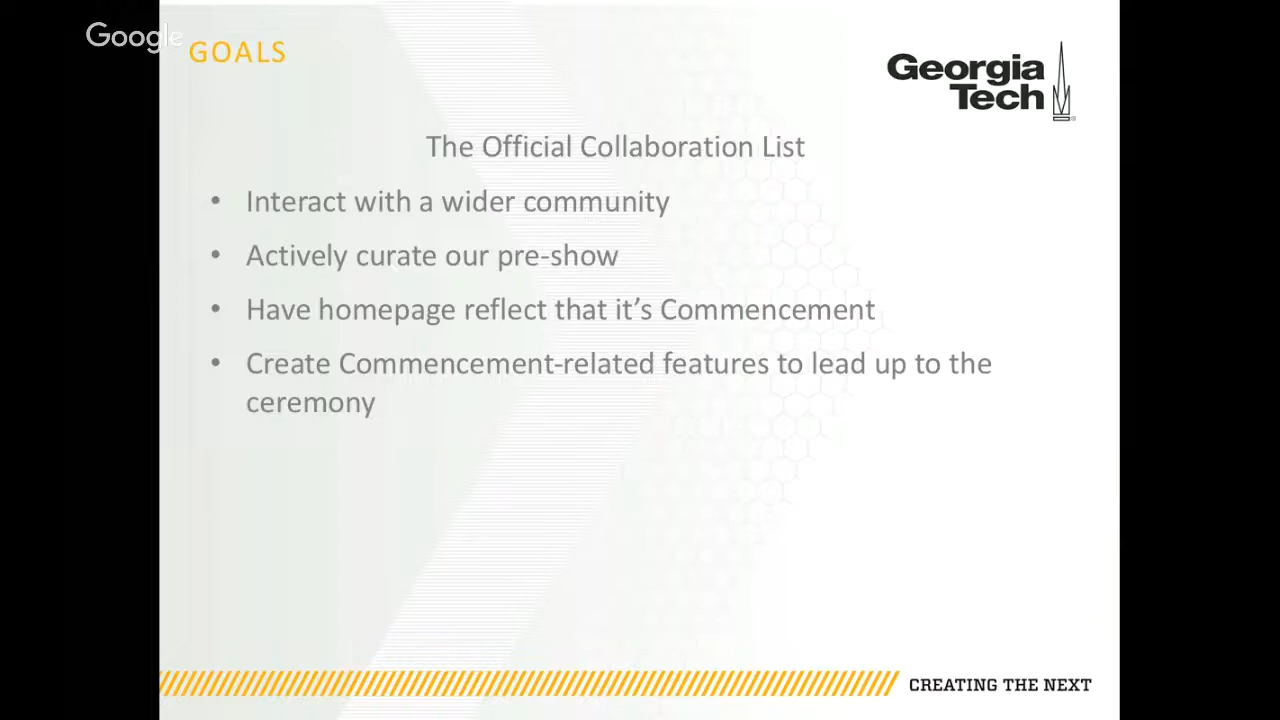 Google
GOALS
Georgia
Tech
The Official Collaboration List
• Interact with a wider community
• Actively curate our pre-show
• Have homepage reflect that it's Commencement
• Create Commencement-related features to lead up to the
ceremony
CREATING THE NEXT